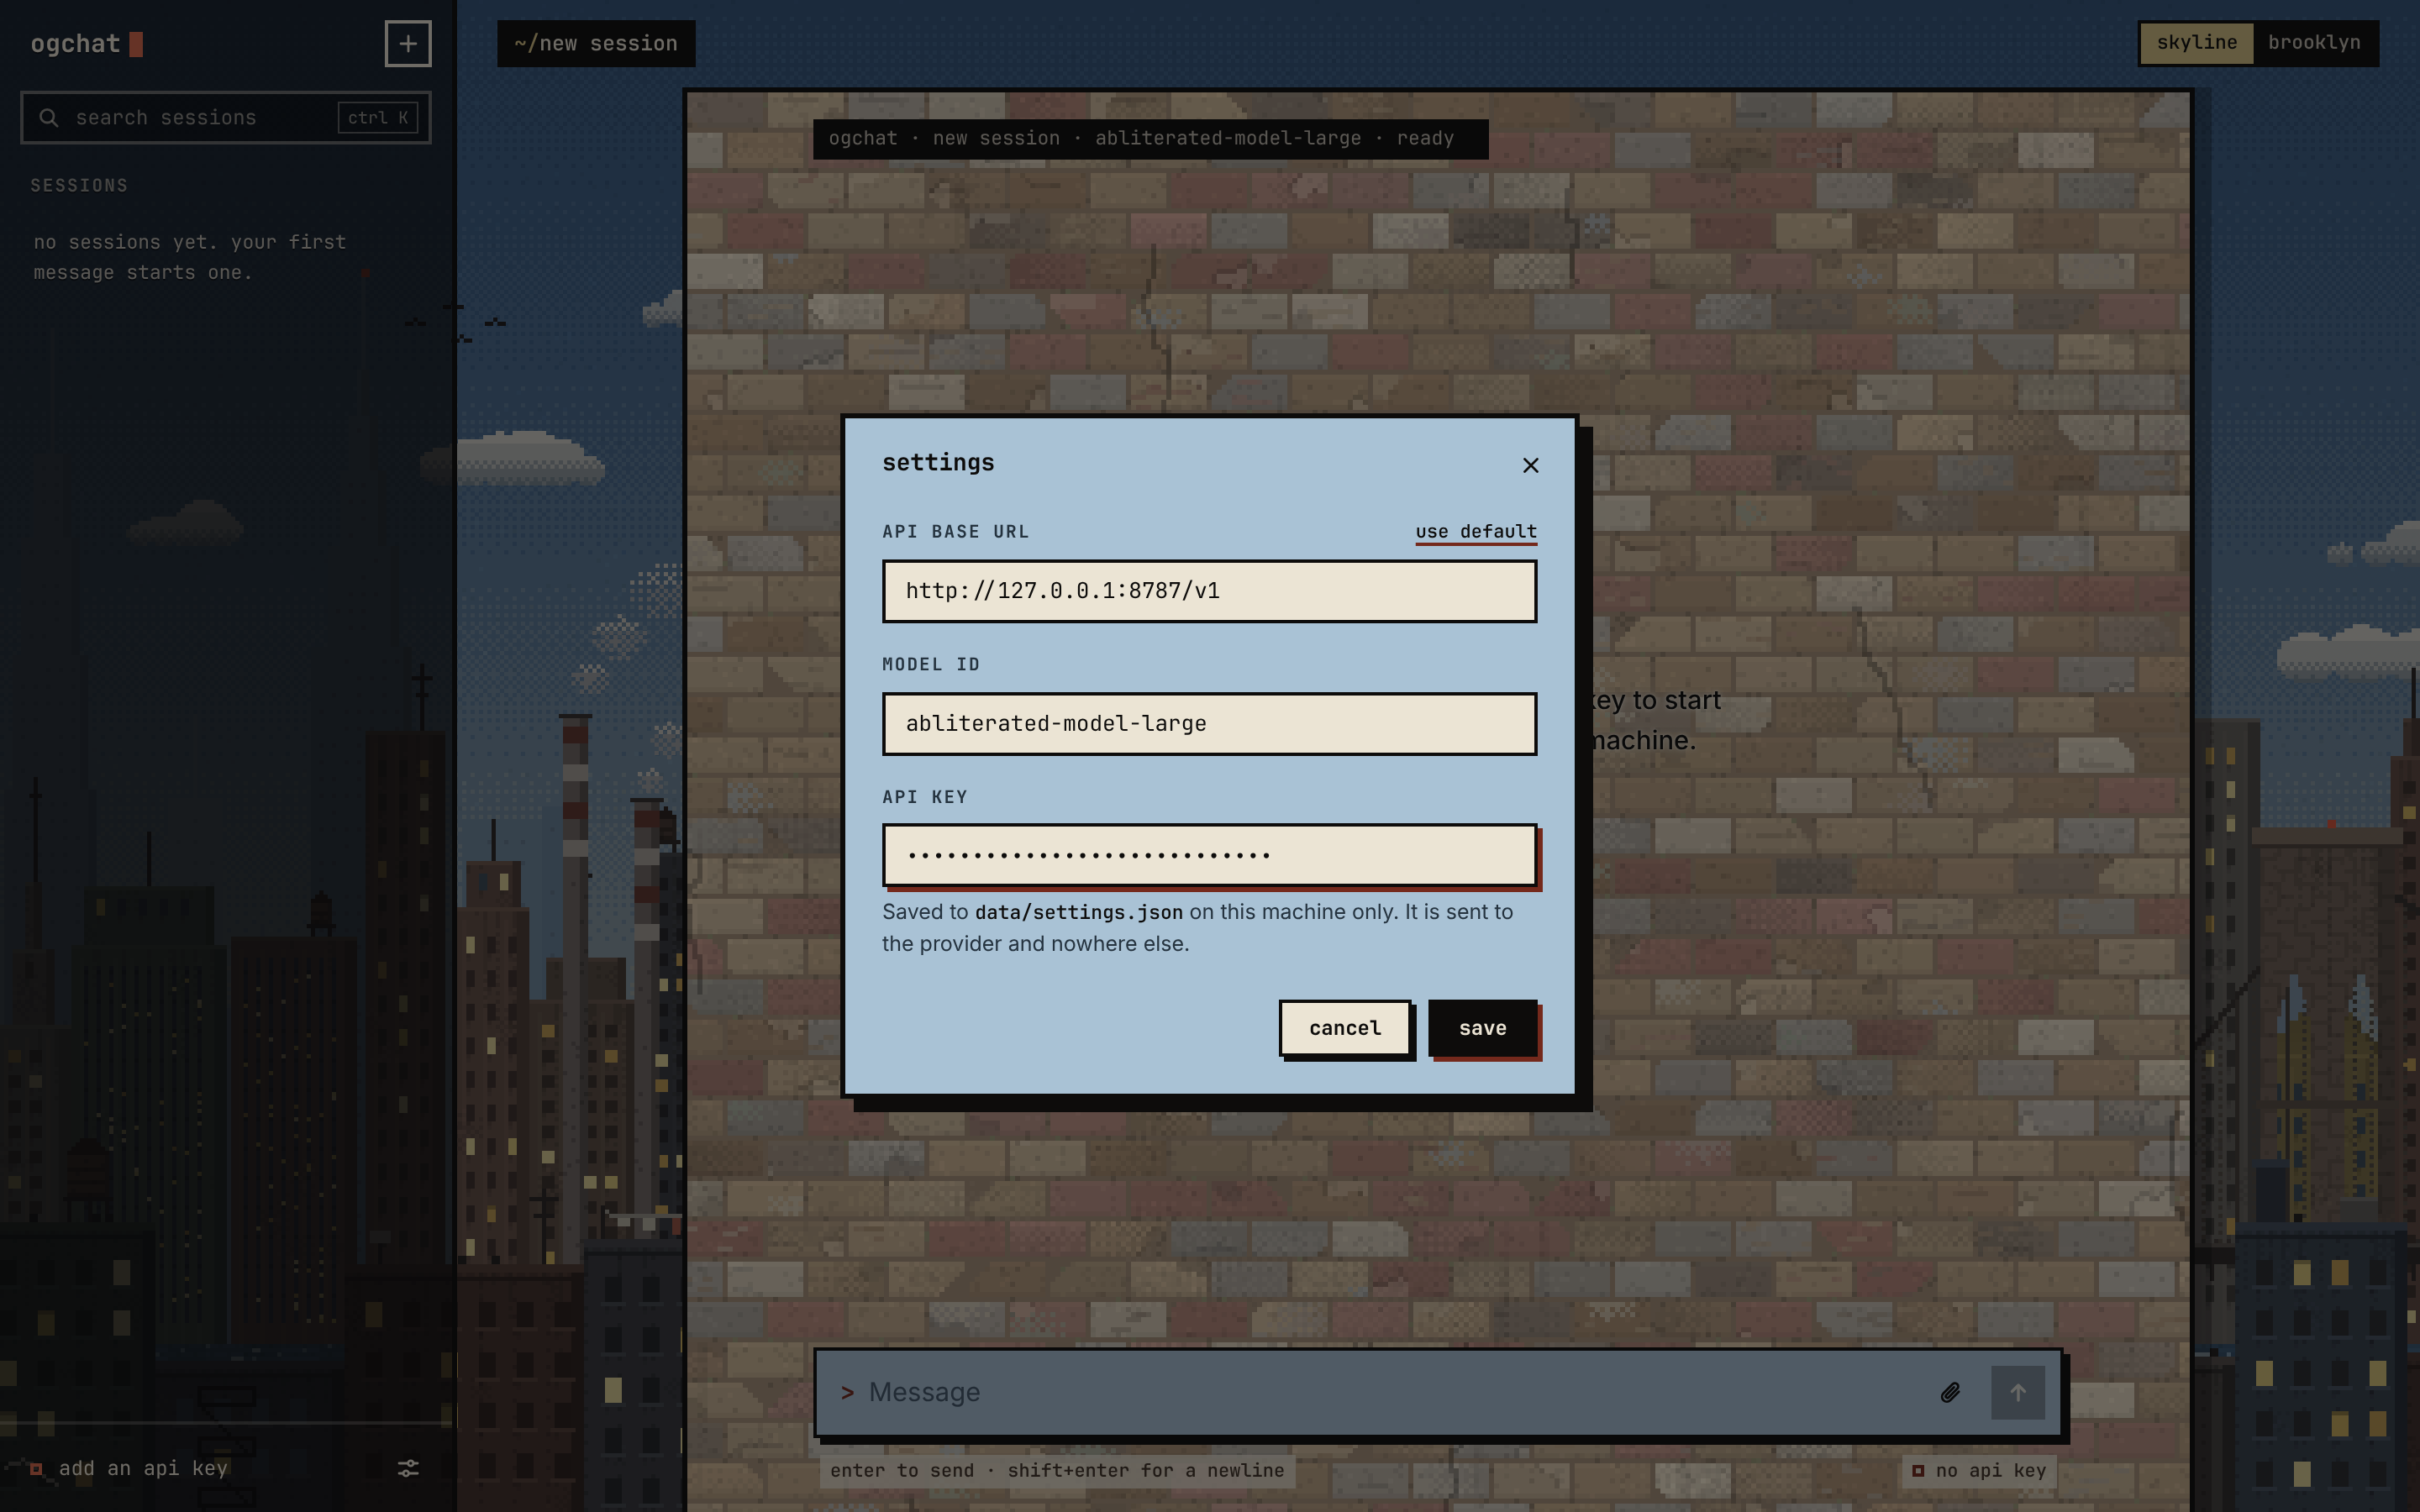 ogchat
~/new session
skyline brooklyn
search sessions ctrl K
ogchat · new session · abliterated-model-large · ready
SESSIONS
no sessions yet. your first
message starts one.
settings
API BASE URL use default
http://127.0.0.1:8787/v1
MODEL ID
abliterated-model-large
key to start
machine.
API KEY
Saved to data/settings.json on this machine only. It is sent to
the provider and nowhere else.
cancel save
> Message
add an api key
enter to send · shift+enter for a newline
no api key